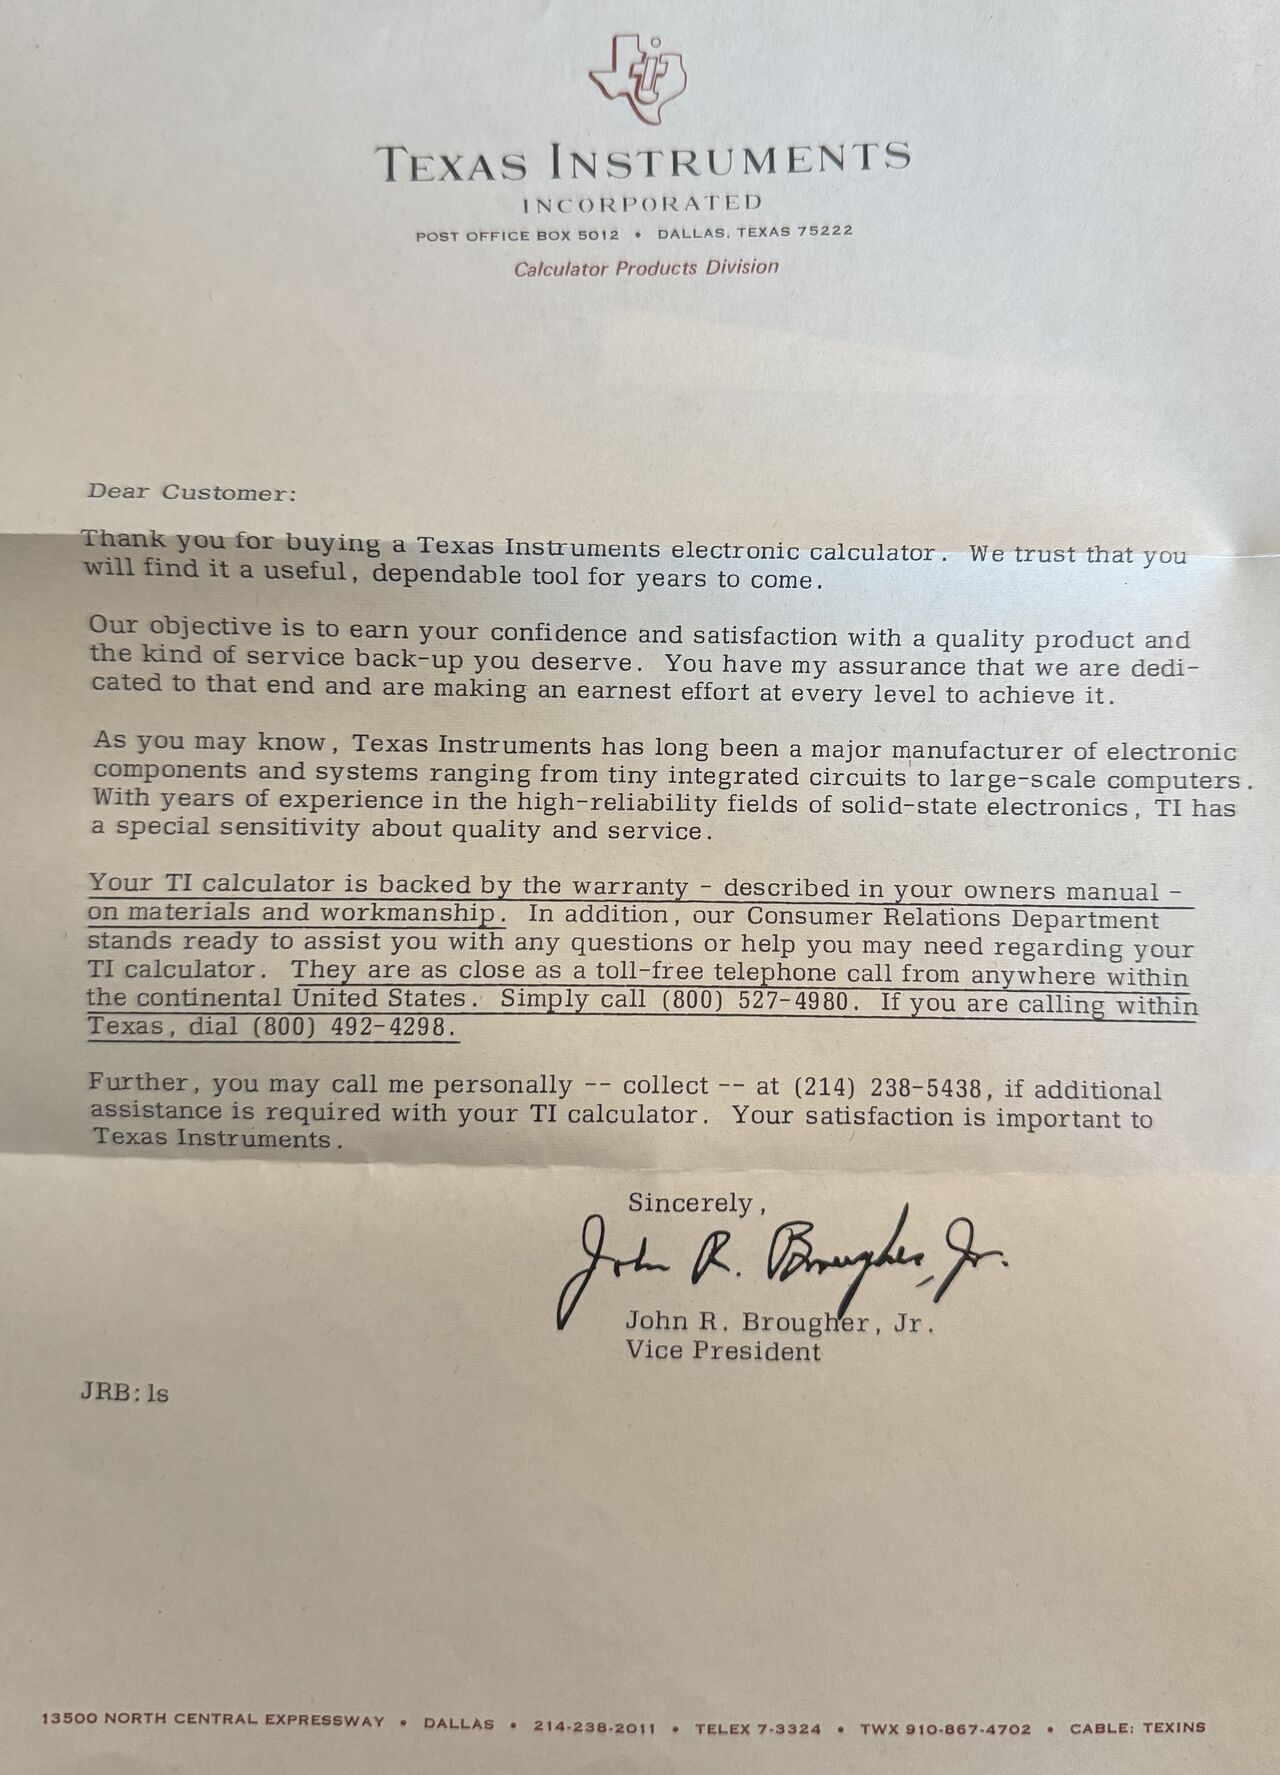 TEXAS INSTRUMENTS
INCORPORATED
POST OFFICE BOX 5012 • DALLAS, TEXAS 75222
Calculator Products Division
Dear Customer:
Thank you for buying a Texas Instruments electronic calculator. We trust that you
will find it a useful, dependable tool for years to come.
Our objective is to earn your confidence and satisfaction with a quality product and
the kind of service back-up you deserve. You have my assurance that we are dedi-
cated to that end and are making an earnest effort at every level to achieve it.
As you may know, Texas Instruments has long been a major manufacturer of electronic
components and systems ranging from tiny integrated circuits to large-scale computers.
With years of experience in the high-reliability fields of solid-state electronics, TI has
a special sensitivity about quality and service.
Your TI calculator is backed by the warranty - described in your owners manual -
on materials and workmanship. In addition, our Consumer Relations Department
stands ready to assist you with any questions or help you may need regarding your
TI calculator. They are as close as a toll-free telephone call from anywhere within
the continental United States. Simply call (800) 527-4980. If you are calling within
Texas, dial (800) 492-4298.
Further, you may call me personally -- collect -- at (214) 238-5438, if additional
assistance is required with your TI calculator. Your satisfaction is important to
Texas Instruments.
Sincerely,
John R. Brougher, Jr.
John R. Brougher, Jr.
Vice President
JRB:ls
13500 NORTH CENTRAL EXPRESSWAY • DALLAS • 214-238-2011 • TELEX 7-3324 • TWX 910-867-4702 • CABLE: TEXINS